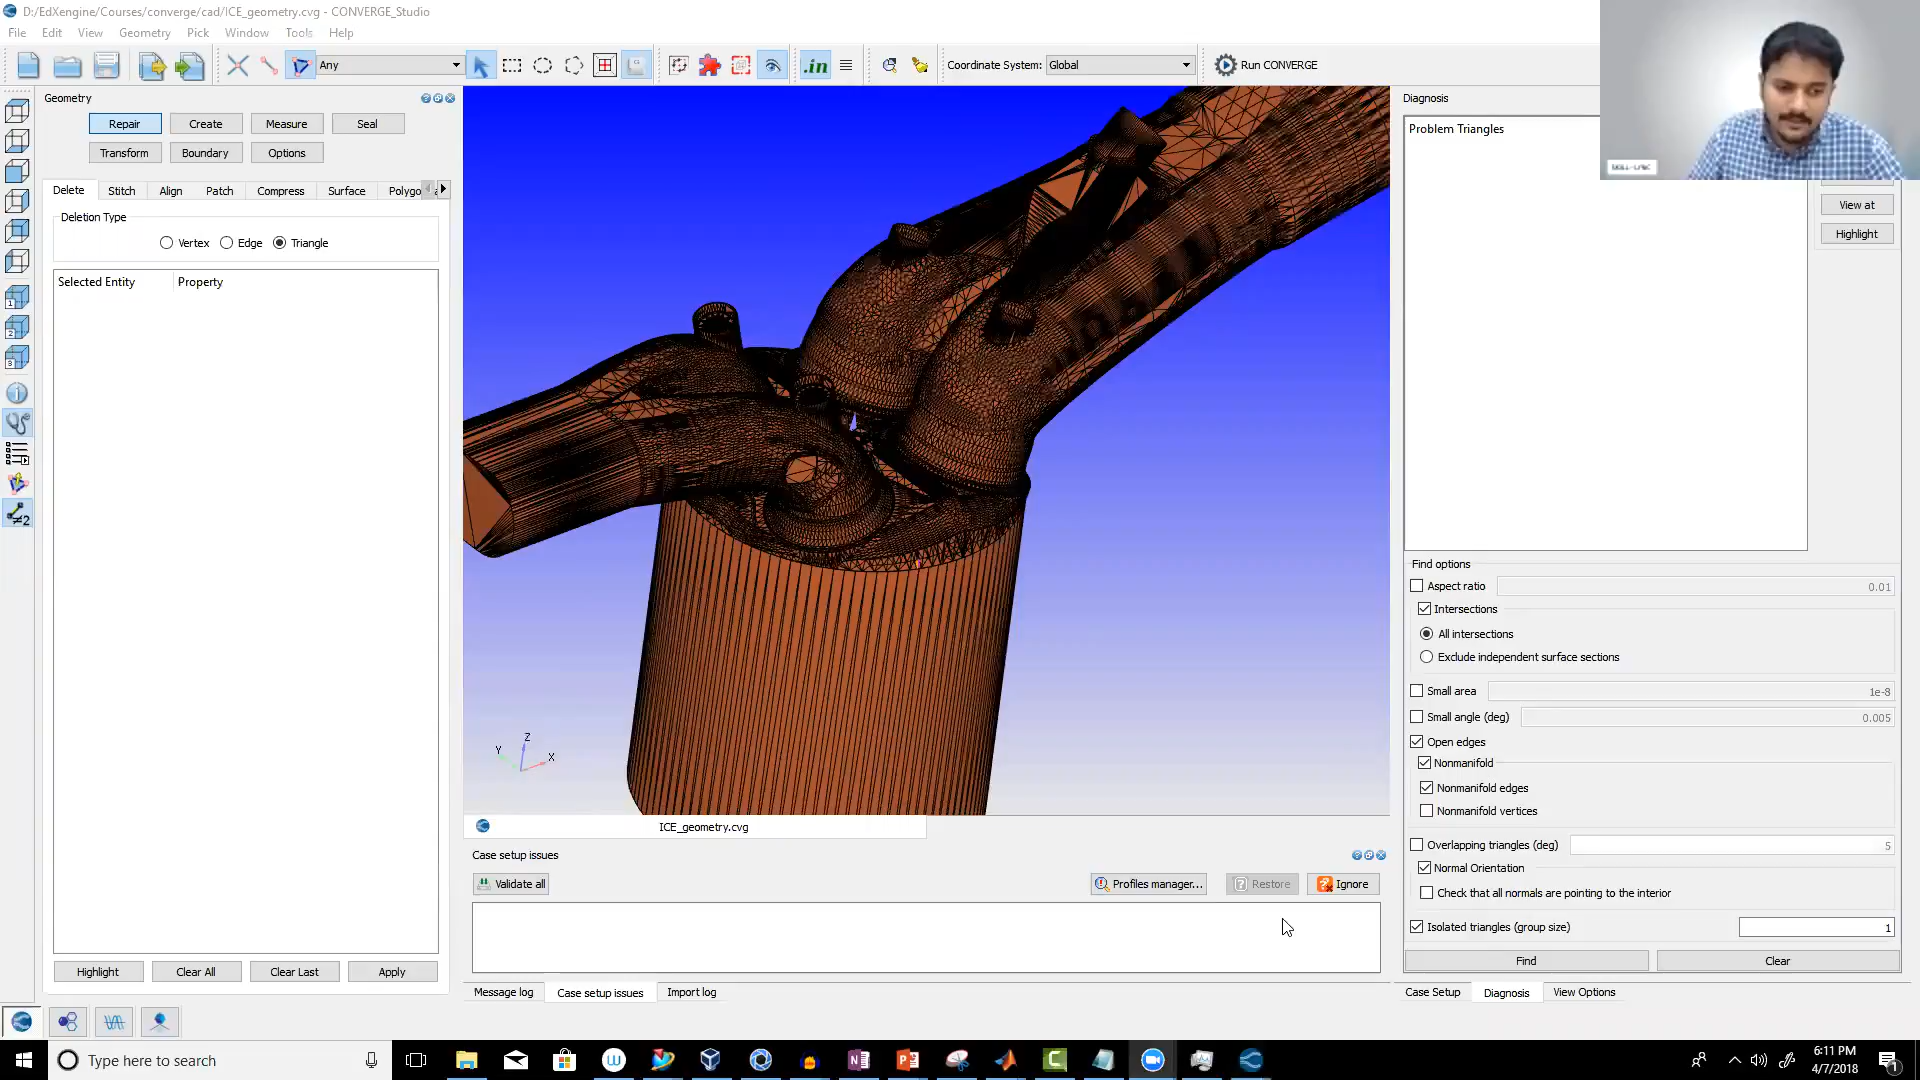 D:/EdXengine/Courses/converge/cad/ICE_geometry.cvg - CONVERGE_Studio
File Edit View Geometry Pick Window Tools Help
Any
.in
Coordinate System: Global
Run CONVERGE
Geometry
Repair Create Measure Seal
Transform Boundary Options
Delete Stitch Align Patch Compress Surface Polygo
Deletion Type
Vertex Edge Triangle
Selected Entity Property
Highlight Clear All Clear Last Apply
Z
Y
X
ICE_geometry.cvg
Case setup issues
Validate all
Profiles manager... Restore Ignore
Message log Case setup issues Import log
Diagnosis
Problem Triangles
SKILL-LYNC
View at
Highlight
Find options
Aspect ratio 0.01
Intersections
All intersections
Exclude independent surface sections
Small area 1e-8
Small angle (deg) 0.005
Open edges
Nonmanifold
Nonmanifold edges
Nonmanifold vertices
Overlapping triangles (deg) 5
Normal Orientation
Check that all normals are pointing to the interior
Isolated triangles (group size) 1
Find Clear
Case Setup Diagnosis View Options
Type here to search
6:11 PM
4/7/2018